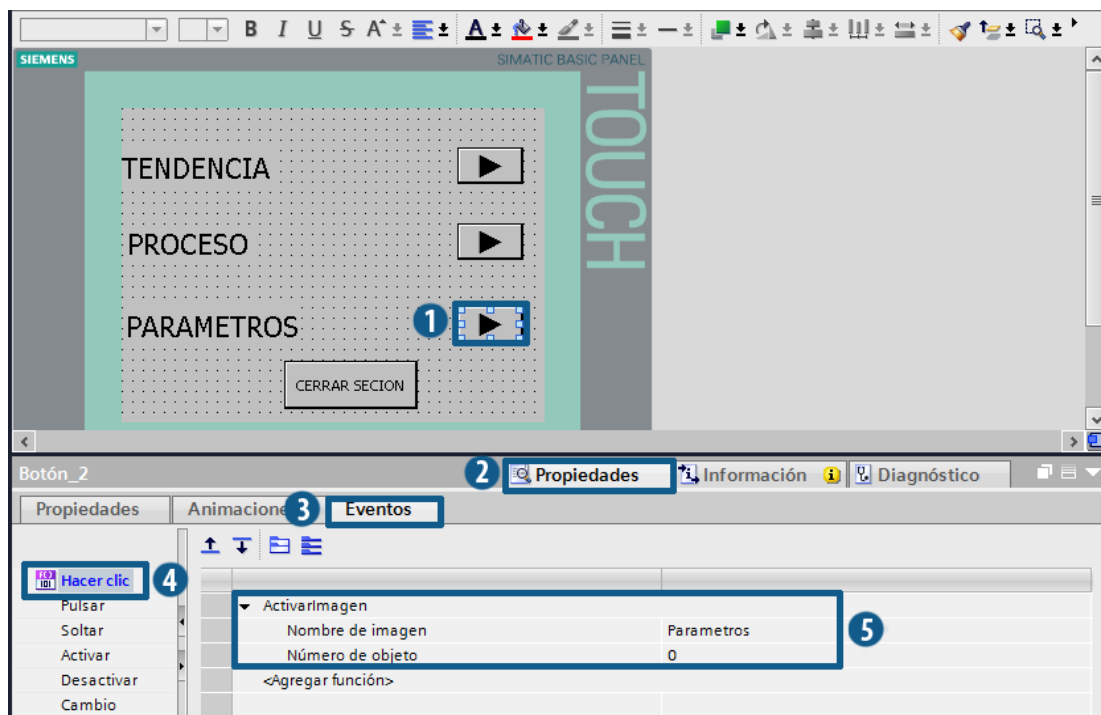 B I U S A
SIEMENS
SIMATIC BASIC PANEL
TOUCH
TENDENCIA
PROCESO
PARAMETROS
1
CERRAR SECION
Botón_2
2
Propiedades
Información
Diagnóstico
Propiedades
Animacione
3
Eventos
Hacer clic
4
Pulsar
Soltar
Activar
Desactivar
Cambio
ActivarImagen
Nombre de imagen Parametros
5
Número de objeto 0
<Agregar función>